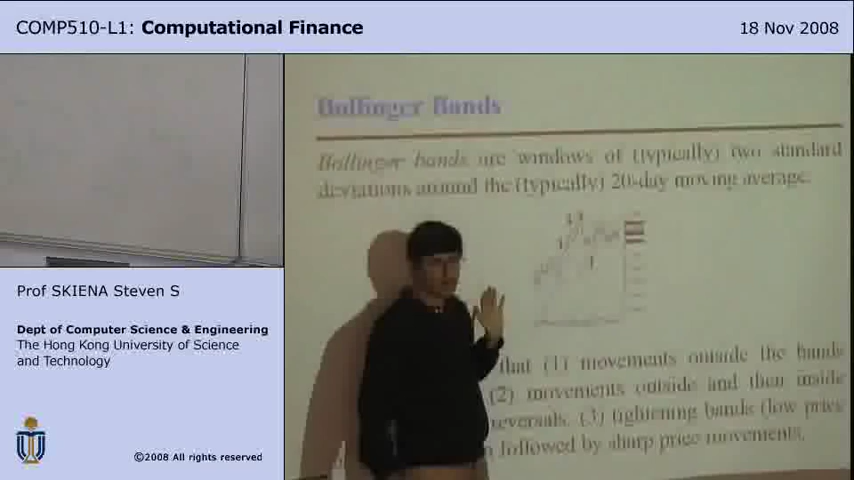 COMP510-L1: Computational Finance
18 Nov 2008
Bollinger Bands
Bollinger bands are windows of (typically) two standard
deviations around the (typically) 20-day moving average.
Prof SKIENA Steven S
Dept of Computer Science & Engineering
The Hong Kong University of Science
and Technology
©2008 All rights reserved
that (1) movements outside the bands
(2) movements outside and then inside
reversals. (3) tightening bands (low price
followed by sharp price movements.